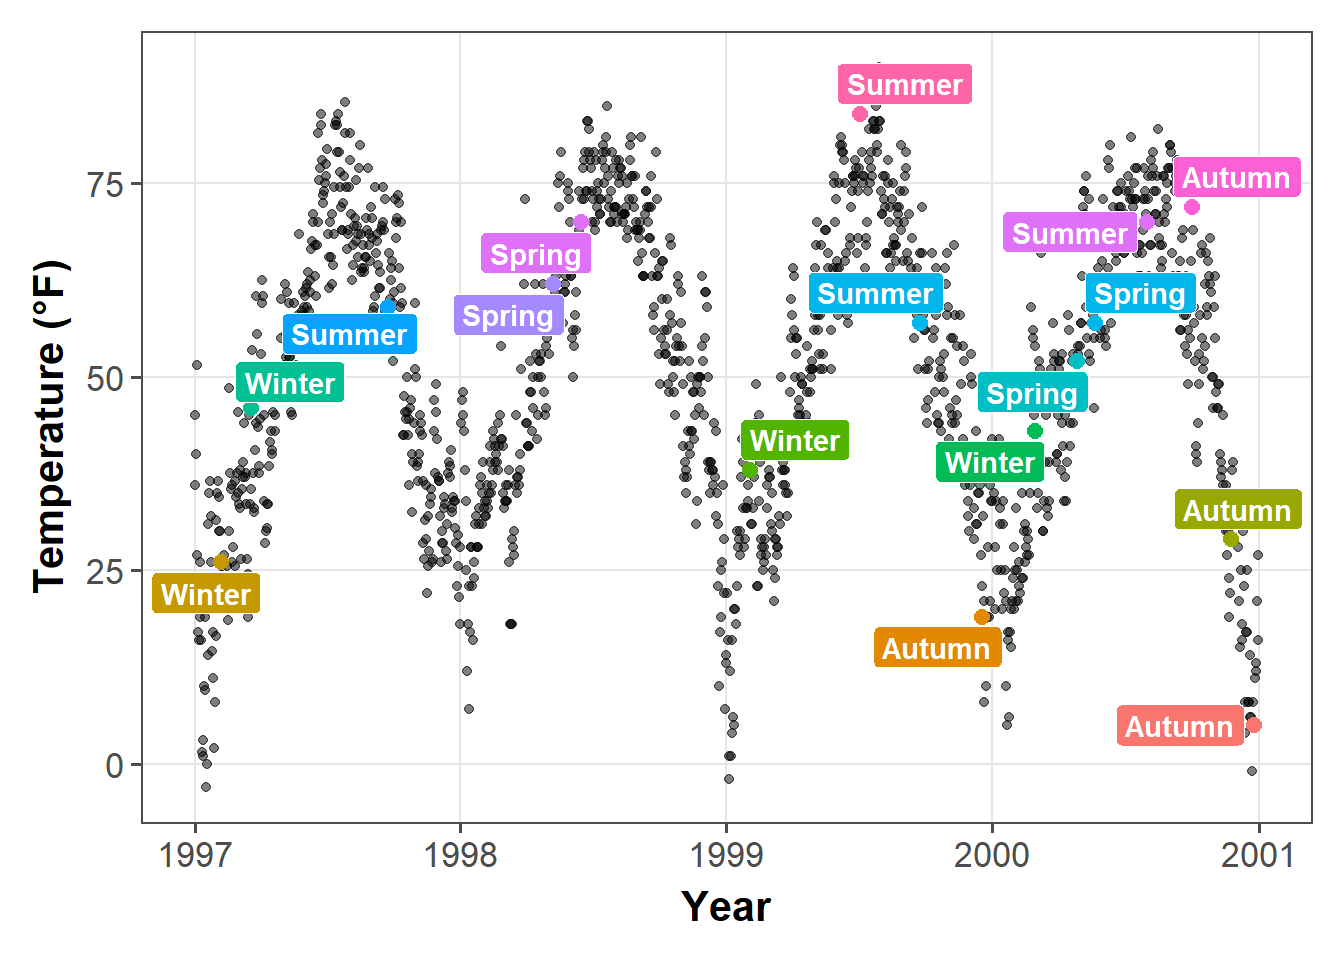 Summer
75
Autumn
Summer
Spring
Summer
Spring
Spring
Summer
50
Winter
Spring
Winter
Winter
Autumn
25
Winter
Autumn
Autumn
0
1997
1998
1999
2000
2001
Year
Temperature (°F)